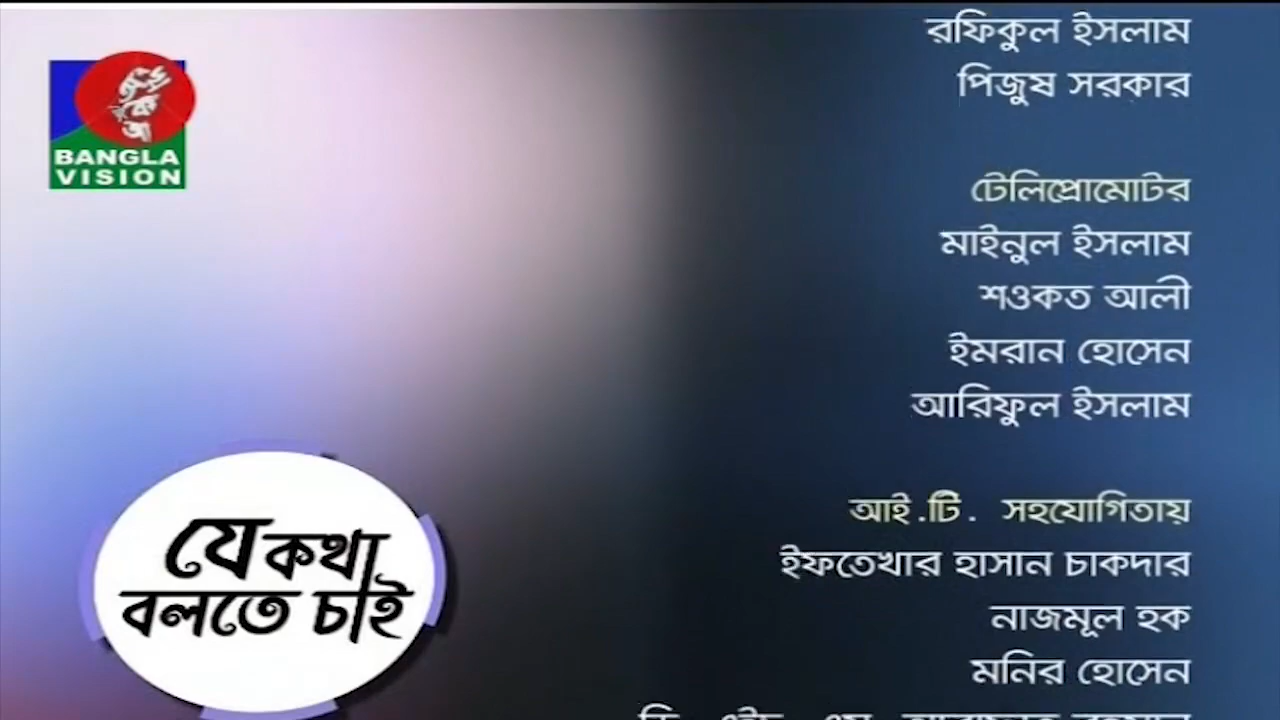 রফিকুল ইসলাম
পিজুষ সরকার
BANGLA
VISION
টেলিপ্রোমোটর
মাইনুল ইসলাম
শওকত আলী
ইমরান হোসেন
আরিফুল ইসলাম
আই.টি. সহযোগিতায়
ইফতেখার হাসান চাকদার
নাজমূল হক
মনির হোসেন
যে কথা
বলতে চাই